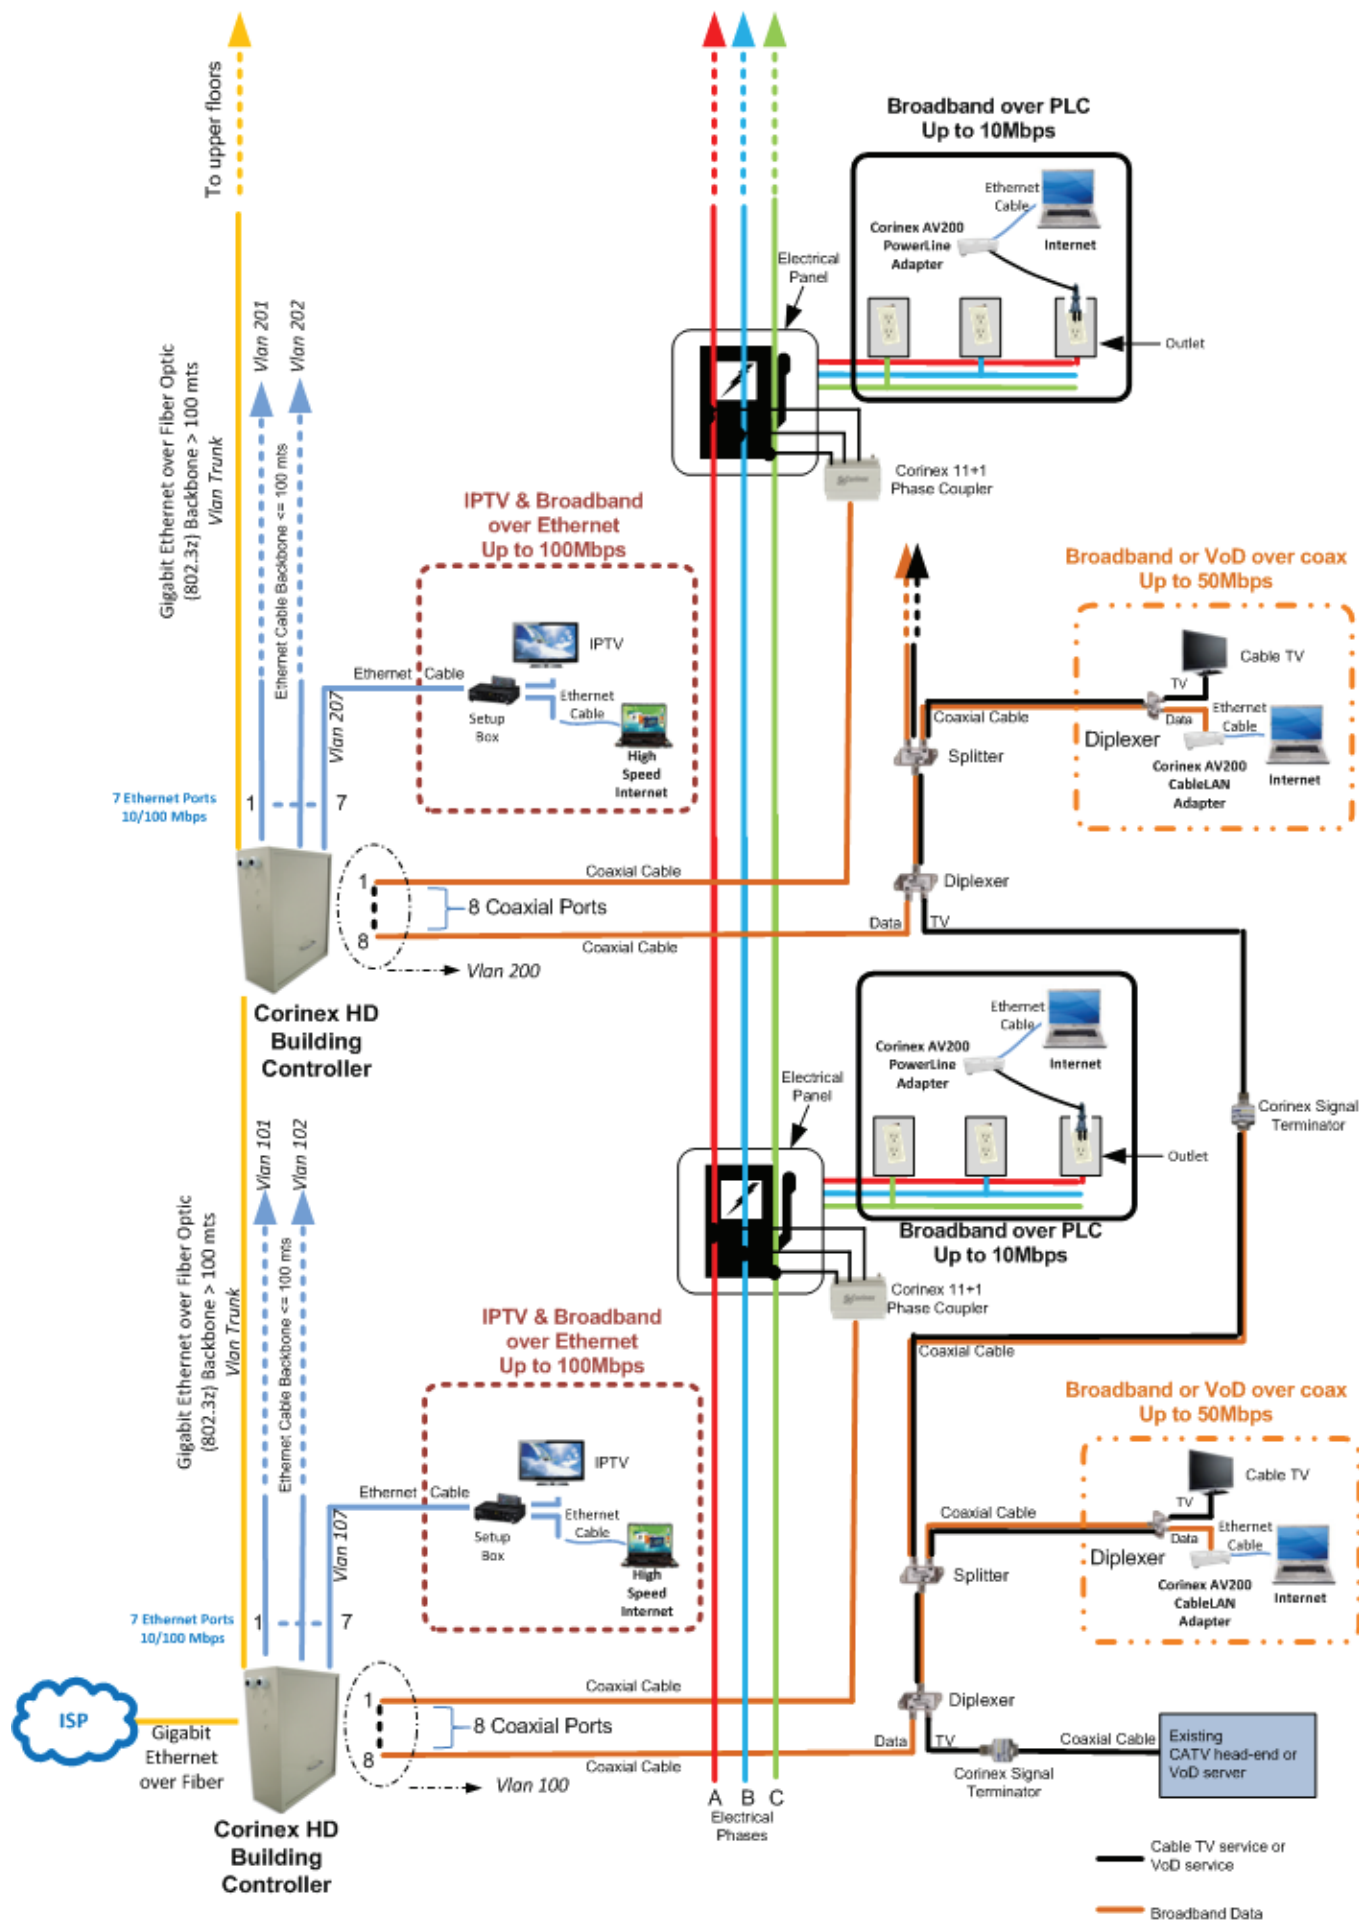 To upper floors
Broadband over PLC
Up to 10Mbps
Ethernet
Cable
Corinex AV200
PowerLine
Adapter
Internet
Electrical
Panel
Outlet
Vlan 201
Vlan 202
Gigabit Ethernet over Fiber Optic
(802.3z) Backbone > 100 mts
Vlan Trunk
Ethernet Cable Backbone <= 100 mts
Corinex 11+1
Phase Coupler
IPTV & Broadband
over Ethernet
Up to 100Mbps
Broadband or VoD over coax
Up to 50Mbps
IPTV
Ethernet Cable
Setup
Box
Ethernet
Cable
High
Speed
Internet
Vlan 207
Cable TV
TV
Coaxial Cable
Data
Ethernet
Cable
Diplexer
Splitter
Corinex AV200
CableLAN
Adapter
Internet
7 Ethernet Ports
10/100 Mbps
1
7
Coaxial Cable
1
8 Coaxial Ports
8
Coaxial Cable
Vlan 200
Diplexer
Data
TV
Corinex HD
Building
Controller
Ethernet
Cable
Corinex AV200
PowerLine
Adapter
Internet
Electrical
Panel
Outlet
Corinex Signal
Terminator
Broadband over PLC
Up to 10Mbps
Vlan 101
Vlan 102
Gigabit Ethernet over Fiber Optic
(802.3z) Backbone > 100 mts
Vlan Trunk
Ethernet Cable Backbone <= 100 mts
Corinex 11+1
Phase Coupler
IPTV & Broadband
over Ethernet
Up to 100Mbps
Coaxial Cable
Broadband or VoD over coax
Up to 50Mbps
IPTV
Ethernet Cable
Setup
Box
Ethernet
Cable
High
Speed
Internet
Vlan 107
Cable TV
TV
Coaxial Cable
Data
Ethernet
Cable
Diplexer
Splitter
Corinex AV200
CableLAN
Adapter
Internet
7 Ethernet Ports
10/100 Mbps
1
7
ISP
Gigabit
Ethernet
over Fiber
Coaxial Cable
1
8 Coaxial Ports
8
Coaxial Cable
Vlan 100
Diplexer
Data
TV
Coaxial Cable
Corinex Signal
Terminator
Existing
CATV head-end or
VoD server
A B C
Electrical
Phases
Corinex HD
Building
Controller
Cable TV service or
VoD service
Broadband Data